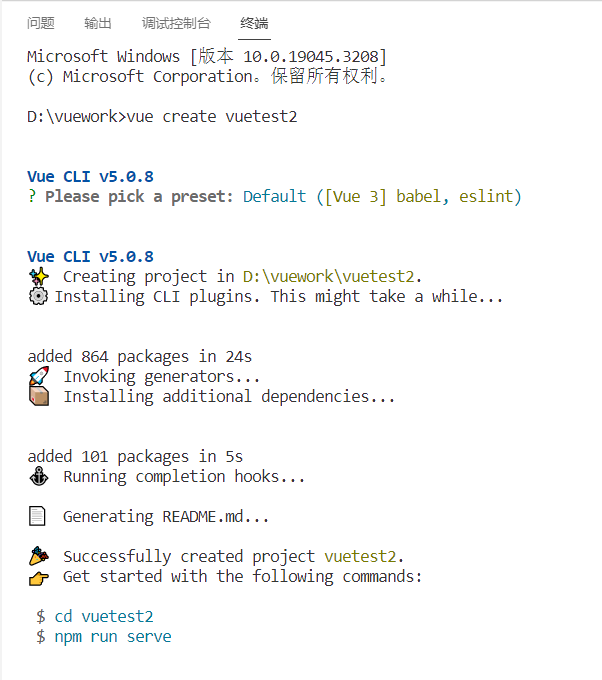 问题 输出 调试控制台 终端
Microsoft Windows [版本 10.0.19045.3208]
(c) Microsoft Corporation。保留所有权利。
D:\vuework>vue create vuetest2
Vue CLI v5.0.8
? Please pick a preset: Default ([Vue 3] babel, eslint)
Vue CLI v5.0.8
✨ Creating project in D:\vuework\vuetest2.
⚙️ Installing CLI plugins. This might take a while...
added 864 packages in 24s
🚀 Invoking generators...
📦 Installing additional dependencies...
added 101 packages in 5s
⚓ Running completion hooks...
📄 Generating README.md...
🎉 Successfully created project vuetest2.
👉 Get started with the following commands:
$ cd vuetest2
$ npm run serve